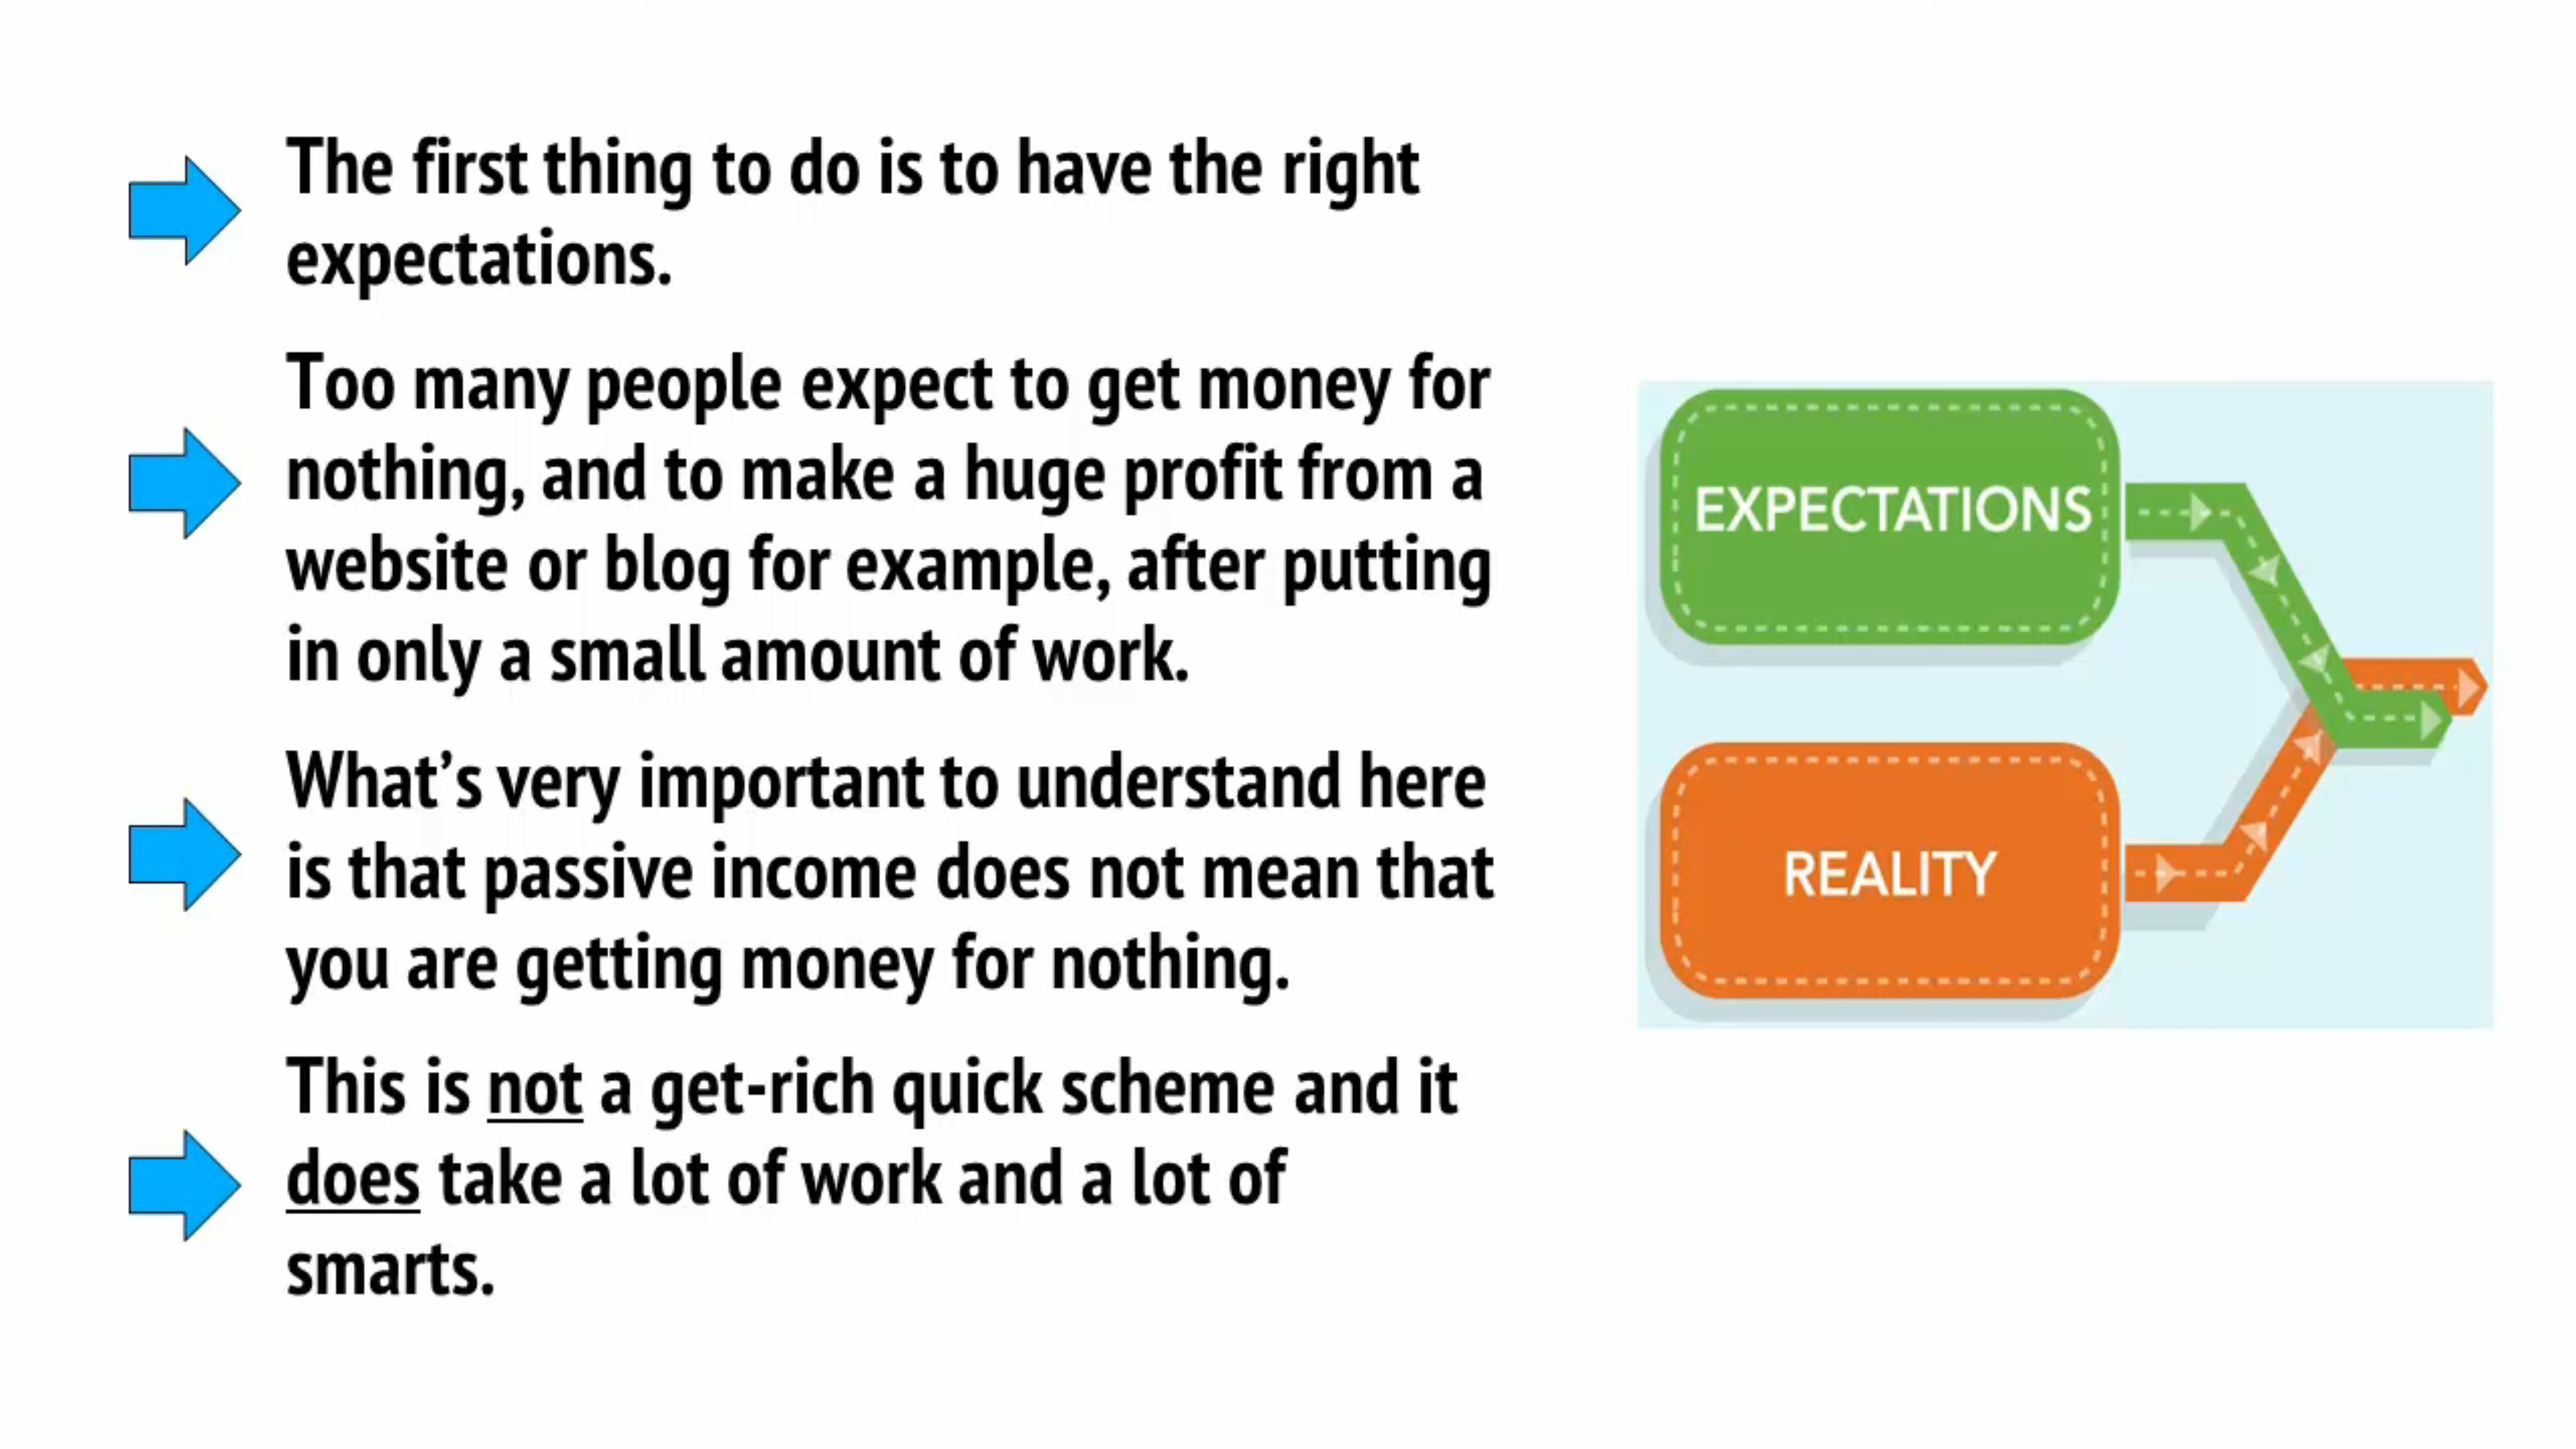 The first thing to do is to have the right
expectations.
Too many people expect to get money for
nothing, and to make a huge profit from a
website or blog for example, after putting
in only a small amount of work.
What’s very important to understand here
is that passive income does not mean that
you are getting money for nothing.
This is not a get-rich quick scheme and it
does take a lot of work and a lot of
smarts.
EXPECTATIONS
REALITY